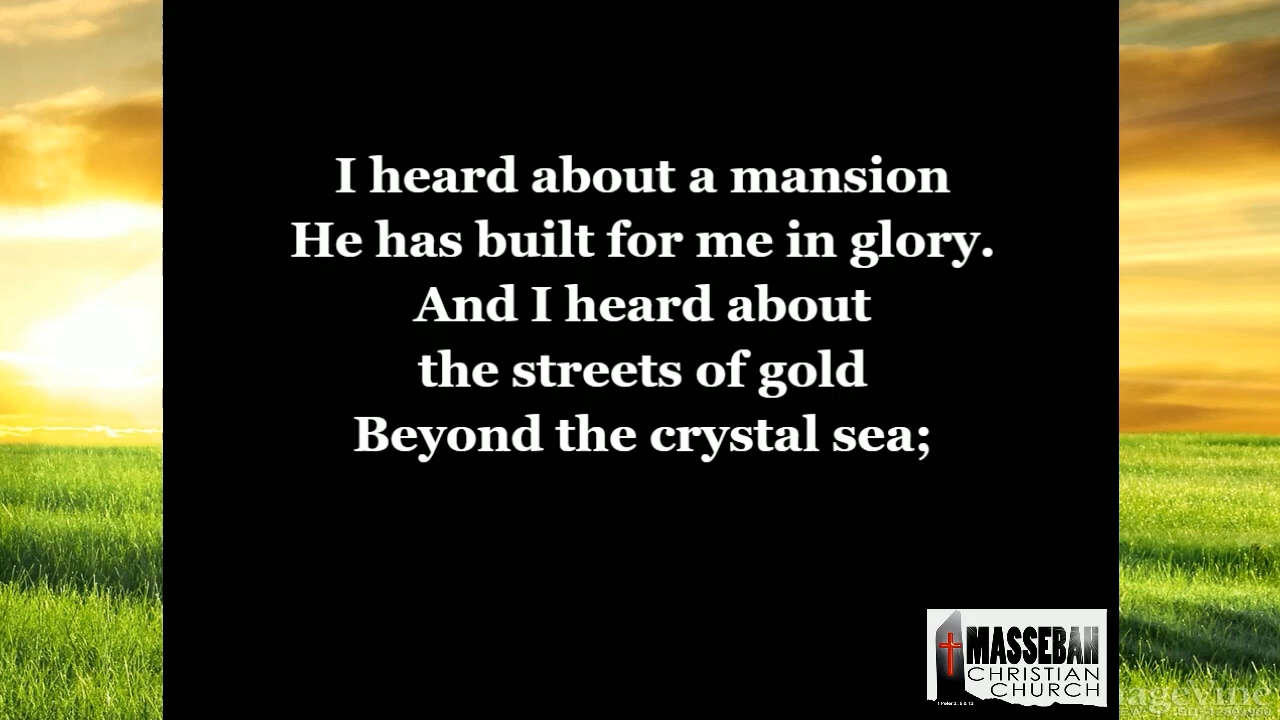 I heard about a mansion
He has built for me in glory.
And I heard about
the streets of gold
Beyond the crystal sea;
MASSEBAH
CHRISTIAN
CHURCH